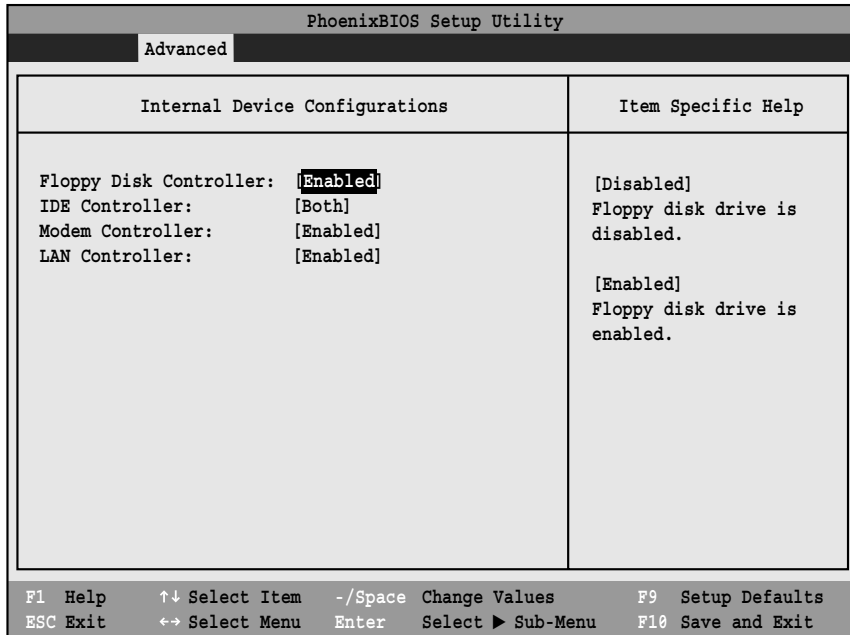 PhoenixBIOS Setup Utility
Advanced
Internal Device Configurations
Item Specific Help
Floppy Disk Controller: [Enabled]
IDE Controller: [Both]
Modem Controller: [Enabled]
LAN Controller: [Enabled]
[Disabled]
Floppy disk drive is
disabled.
[Enabled]
Floppy disk drive is
enabled.
F1 Help ↑↓ Select Item -/Space Change Values F9 Setup Defaults
ESC Exit ←→ Select Menu Enter Select ▶ Sub-Menu F10 Save and Exit